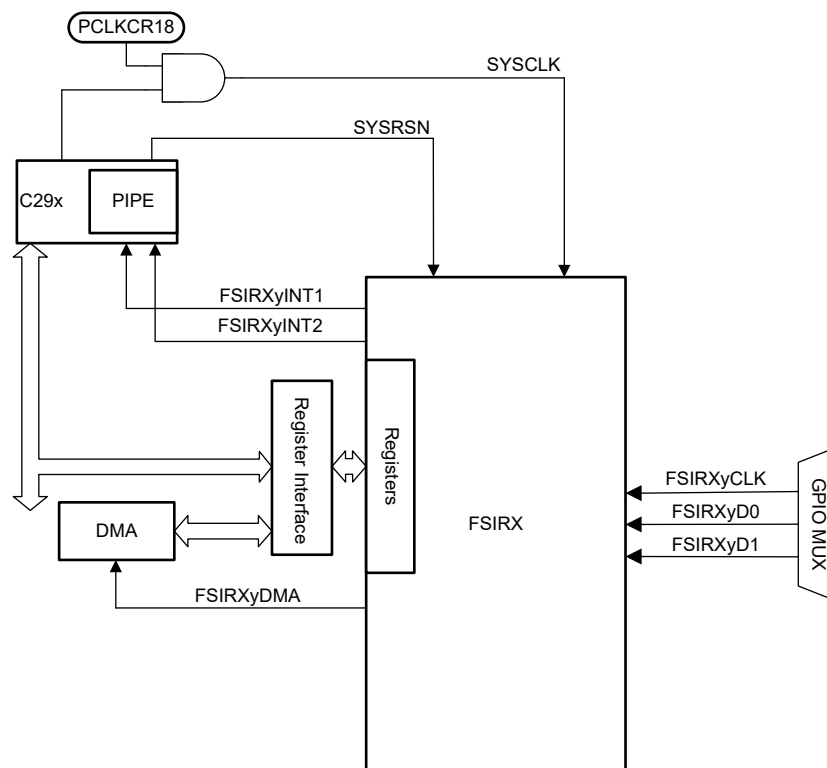 PCLKCR18
SYSCLK
SYSRSN
C29x
PIPE
FSIRXyINT1
FSIRXyINT2
Register Interface
Registers
FSIRXyCLK
FSIRXyD0
FSIRXyD1
GPIO MUX
FSIRX
DMA
FSIRXyDMA